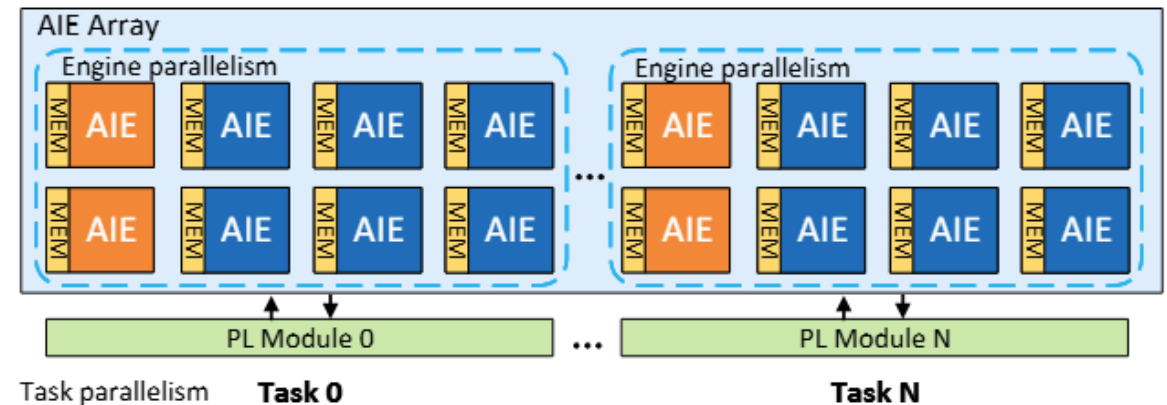 AIE Array
Engine parallelism Engine parallelism
MEM AIE MEM AIE MEM AIE MEM AIE MEM AIE MEM AIE MEM AIE MEM AIE
...
MEM AIE MEM AIE MEM AIE MEM AIE MEM AIE MEM AIE MEM AIE MEM AIE
PL Module 0 ... PL Module N
Task parallelism Task 0 Task N